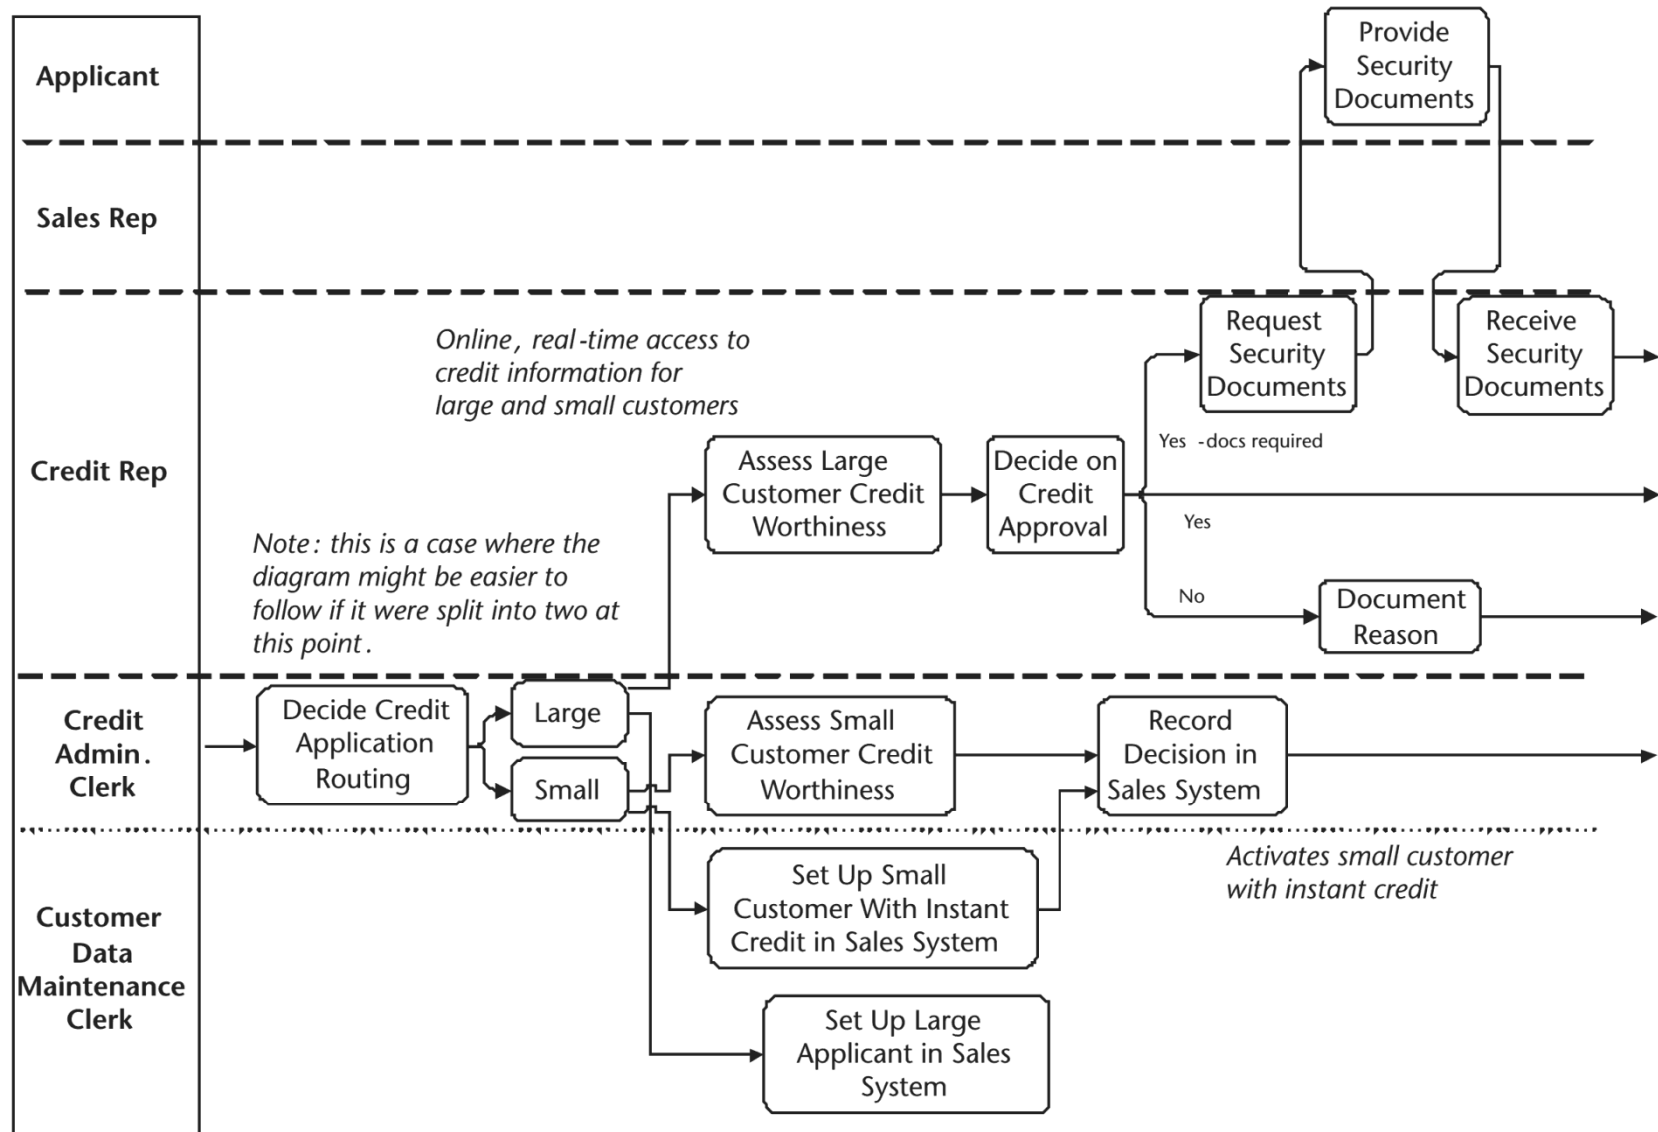 Applicant
Sales Rep
Credit Rep
Credit
Admin.
Clerk
Customer
Data
Maintenance
Clerk
Provide
Security
Documents
Request
Security
Documents
Receive
Security
Documents
Online, real-time access to
credit information for
large and small customers
Yes -docs required
Assess Large
Customer Credit
Worthiness
Decide on
Credit
Approval
Yes
Note: this is a case where the
diagram might be easier to
follow if it were split into two at
this point.
No
Document
Reason
Decide Credit
Application
Routing
Large
Small
Assess Small
Customer Credit
Worthiness
Record
Decision in
Sales System
Activates small customer
with instant credit
Set Up Small
Customer With Instant
Credit in Sales System
Set Up Large
Applicant in Sales
System